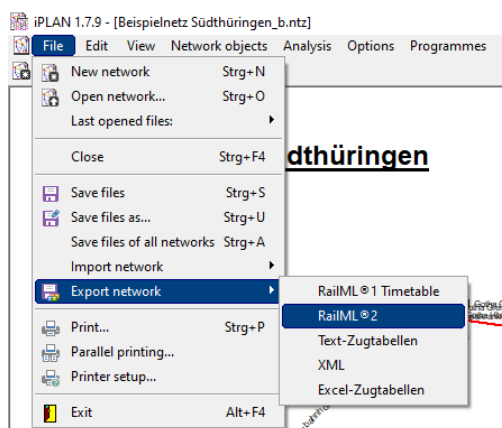 iPLAN 1.7.9 - [Beispielnetz Südthüringen_b.ntz]
File Edit View Network objects Analysis Options Programmes
New network Strg+N
Open network... Strg+O
Last opened files:
Close Strg+F4
dthüringen
Save files Strg+S
Save files as... Strg+U
Save files of all networks Strg+A
Import network
Export network
RailML®1 Timetable
RailML®2
Text-Zugtabellen
XML
Excel-Zugtabellen
Print... Strg+P
Parallel printing...
Printer setup...
Exit Alt+F4